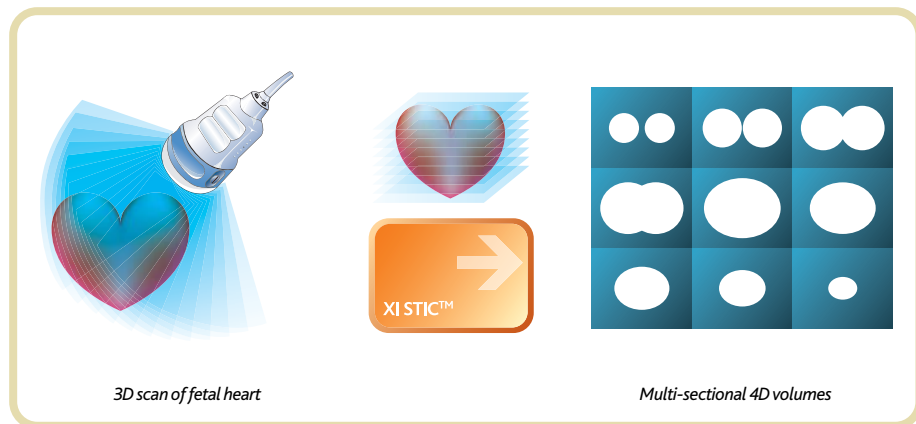 XI STIC™
3D scan of fetal heart
Multi-sectional 4D volumes